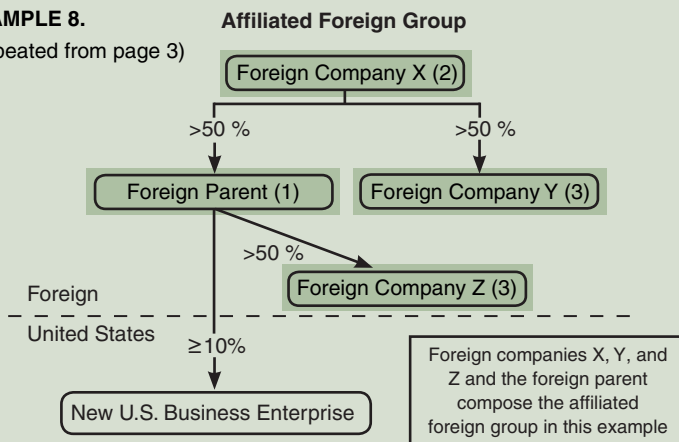 AMPLE 8.
Affiliated Foreign Group
peated from page 3)
Foreign Company X (2)
>50 %
>50 %
Foreign Parent (1)
Foreign Company Y (3)
>50 %
Foreign Company Z (3)
Foreign
United States
≥10%
New U.S. Business Enterprise
Foreign companies X, Y, and
Z and the foreign parent
compose the affiliated
foreign group in this example